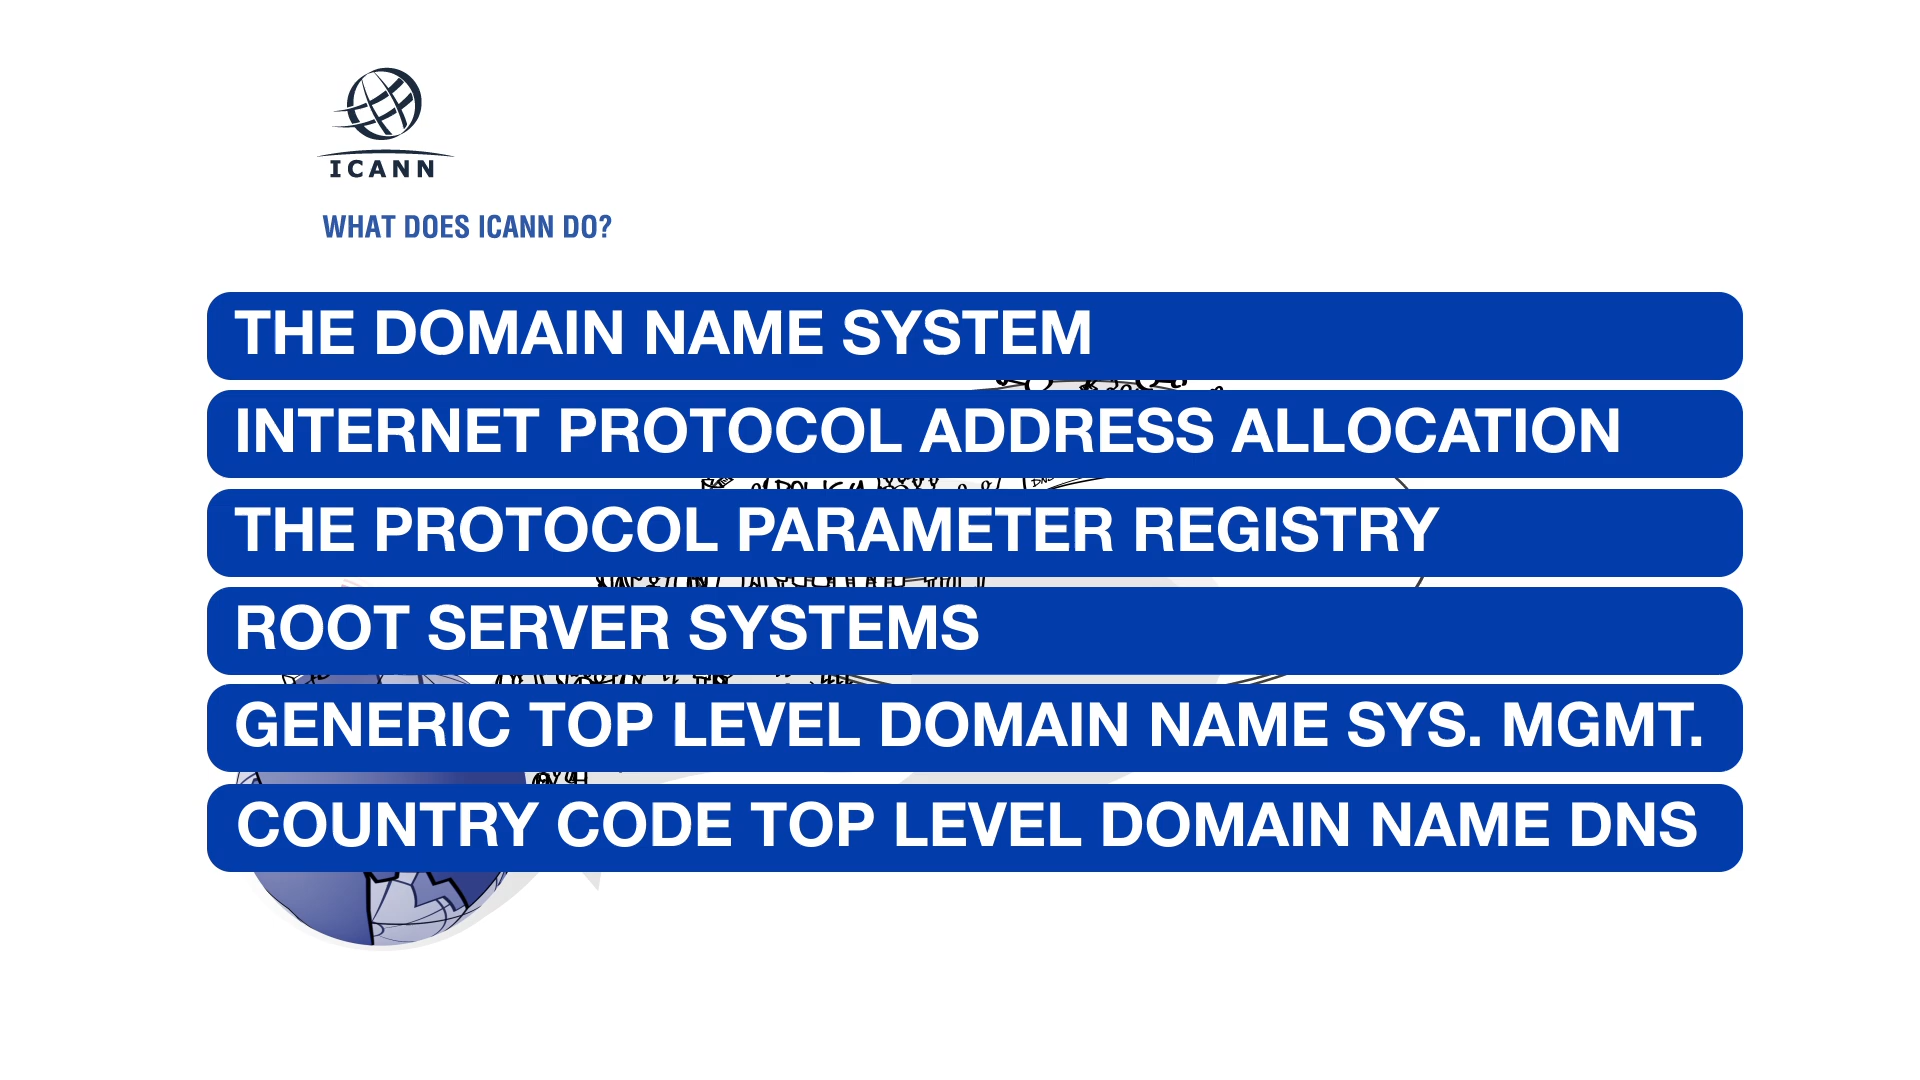 ICANN
WHAT DOES ICANN DO?
THE DOMAIN NAME SYSTEM
INTERNET PROTOCOL ADDRESS ALLOCATION
DNS
THE PROTOCOL PARAMETER REGISTRY
ROOT SERVER SYSTEMS
GENERIC TOP LEVEL DOMAIN NAME SYS. MGMT.
COUNTRY CODE TOP LEVEL DOMAIN NAME DNS